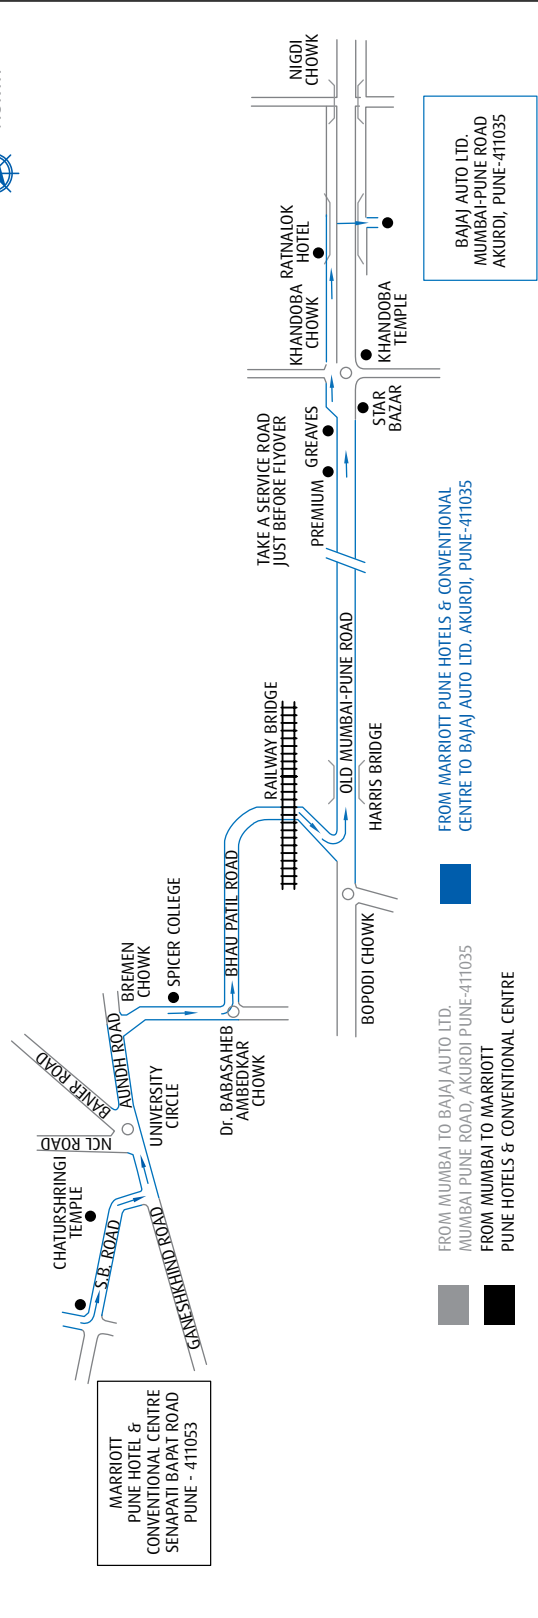 MARRIOTT
PUNE HOTEL &
CONVENTIONAL CENTRE
SENAPATI BAPAT ROAD
PUNE - 411053
CHATURSHRINGI
TEMPLE
S.B. ROAD
GANESHKHIND ROAD
NCL ROAD
BANER ROAD
AUNDH ROAD
UNIVERSITY
CIRCLE
BREMEN
CHOWK
SPICER COLLEGE
Dr. BABASAHEB
AMBEDKAR
CHOWK
BHAU PATIL ROAD
RAILWAY BRIDGE
BOPODI CHOWK
HARRIS BRIDGE
OLD MUMBAI-PUNE ROAD
TAKE A SERVICE ROAD
JUST BEFORE FLYOVER
PREMIUM
GREAVES
STAR
BAZAR
KHANDOBA
CHOWK
KHANDOBA
TEMPLE
RATNALOK
HOTEL
NIGDI
CHOWK
BAJAJ AUTO LTD.
MUMBAI-PUNE ROAD
AKURDI, PUNE-411035
FROM MUMBAI TO BAJAJ AUTO LTD.
MUMBAI PUNE ROAD, AKURDI PUNE-411035
FROM MUMBAI TO MARRIOTT
PUNE HOTELS & CONVENTIONAL CENTRE
FROM MARRIOTT PUNE HOTELS & CONVENTIONAL
CENTRE TO BAJAJ AUTO LTD. AKURDI, PUNE-411035